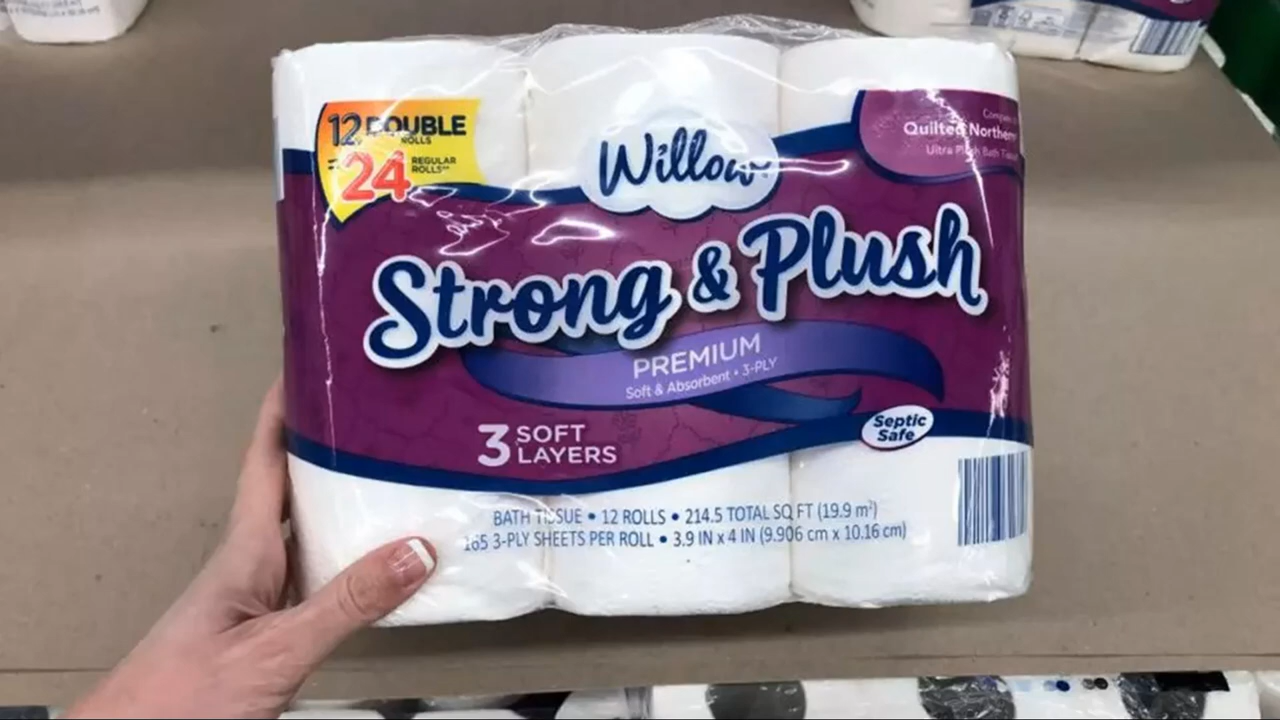 12 DOUBLE
ROLLS
= 24 REGULAR
ROLLS**
Willow
Quilted Northern
Ultra Plush Bath
Strong & Plush
PREMIUM
Soft & Absorbent • 3-PLY
3 SOFT
LAYERS
Septic
Safe
BATH TISSUE • 12 ROLLS • 214.5 TOTAL SQ FT (19.9 m²)
165 3-PLY SHEETS PER ROLL • 3.9 IN x 4 IN (9.906 cm x 10.16 cm)